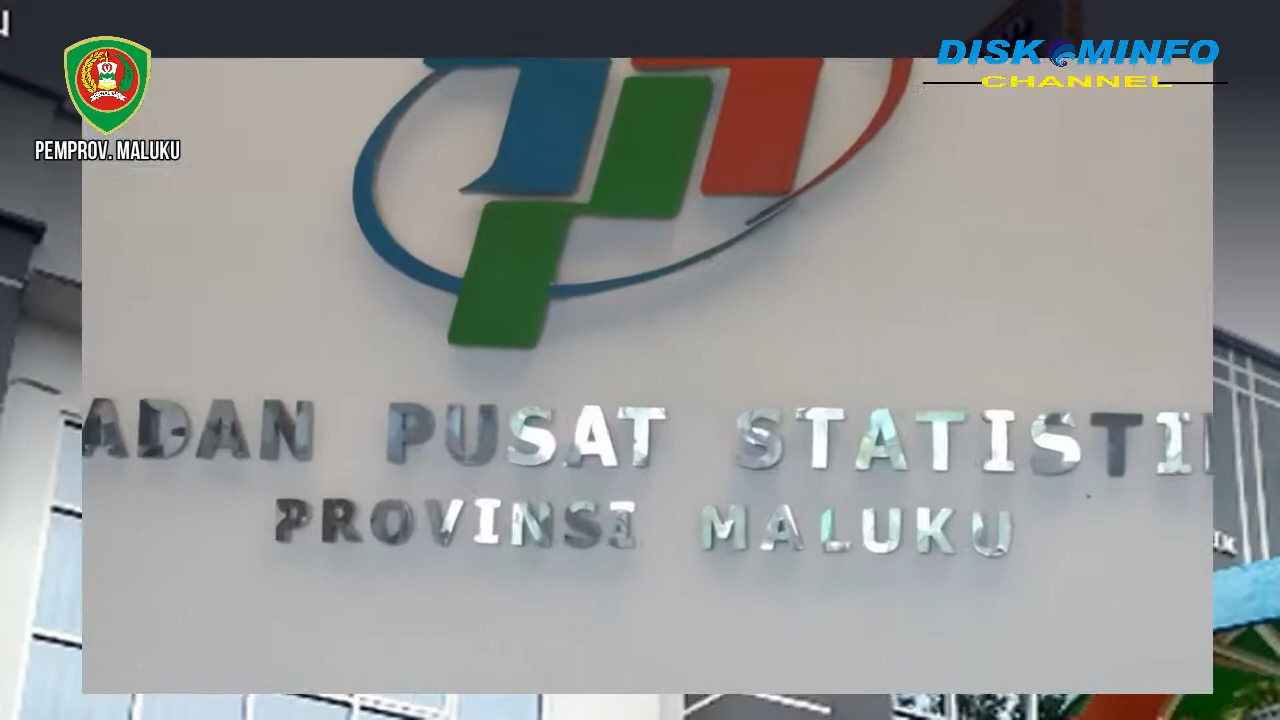 DISKOMINFO
CHANNEL
PEMPROV. MALUKU
ADAN PUSAT STATISTI
PROVINSI MALUKU